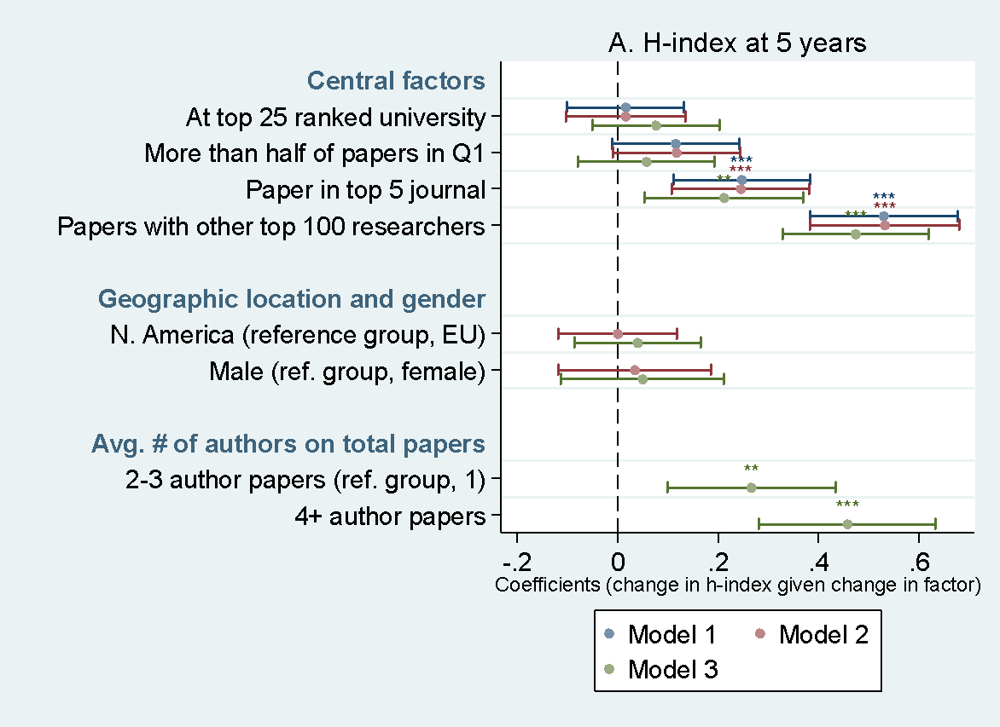 A. H-index at 5 years
Central factors
At top 25 ranked university
More than half of papers in Q1
***
***
**
Paper in top 5 journal
***
***
***
Papers with other top 100 researchers
Geographic location and gender
N. America (reference group, EU)
Male (ref. group, female)
Avg. # of authors on total papers
**
2-3 author papers (ref. group, 1)
***
4+ author papers
-.2 0 .2 .4 .6
Coefficients (change in h-index given change in factor)
Model 1 Model 2
Model 3